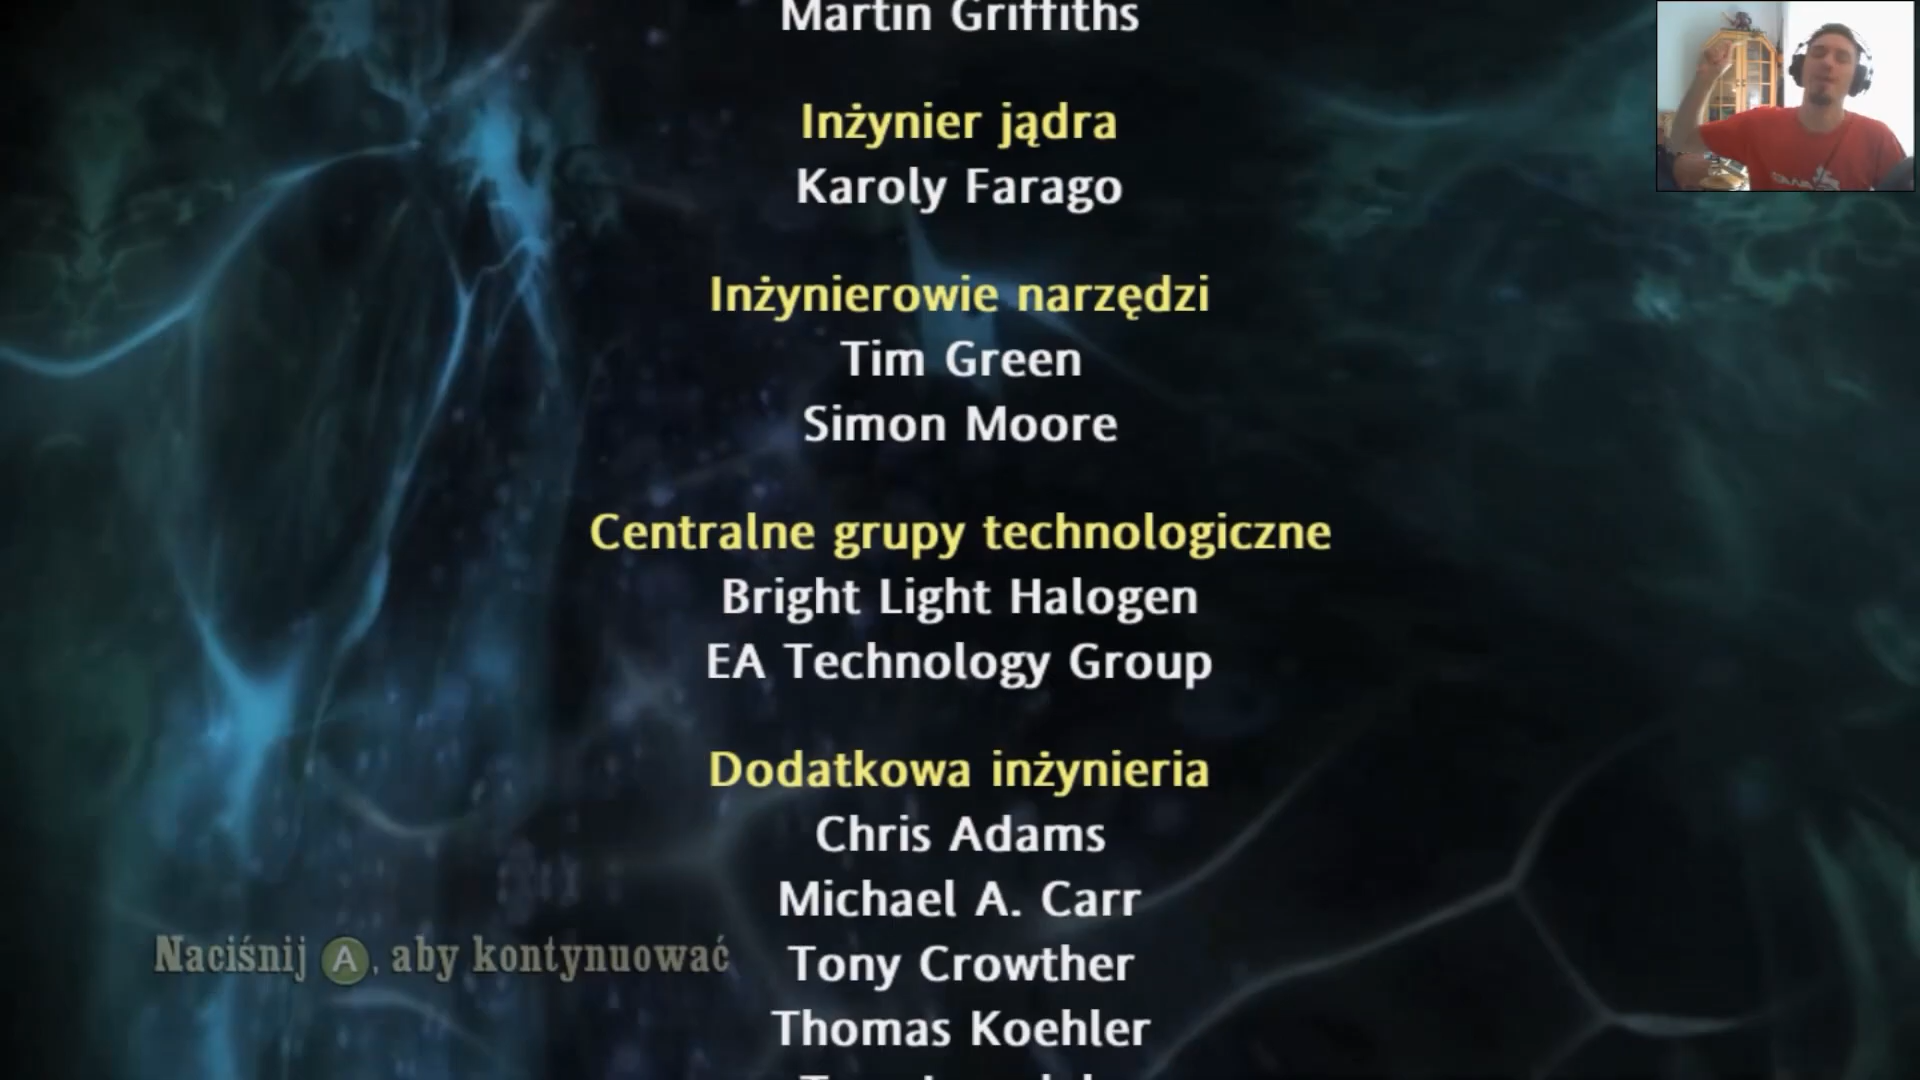 Martin Griffiths
Inżynier jądra
Karoly Farago
Inżynierowie narzędzi
Tim Green
Simon Moore
Centralne grupy technologiczne
Bright Light Halogen
EA Technology Group
Dodatkowa inżynieria
Chris Adams
Michael A. Carr
Tony Crowther
Thomas Koehler
Naciśnij A, aby kontynuować